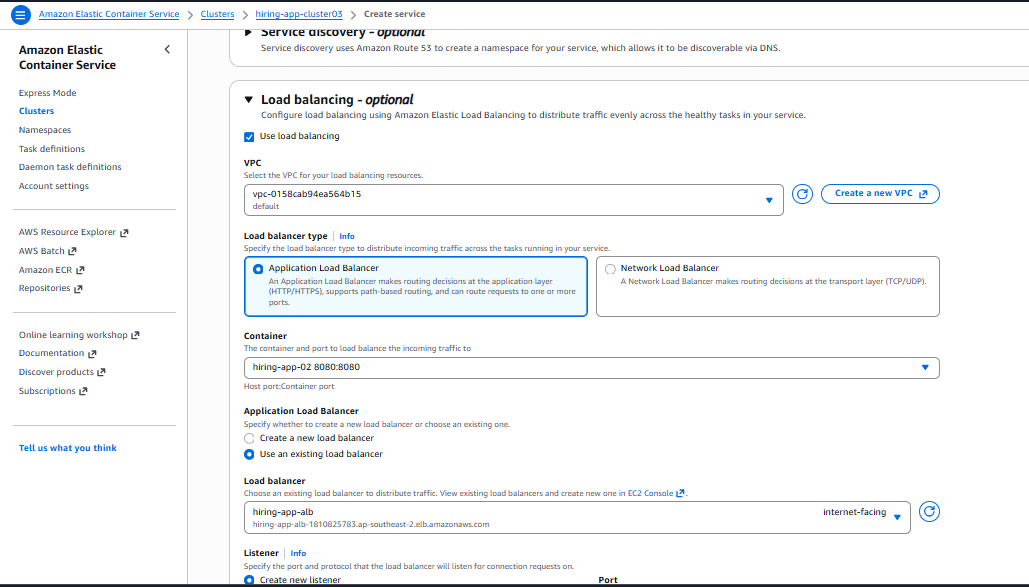 Amazon Elastic Container Service > Clusters > hiring-app-cluster03 > Create service
Amazon Elastic
Container Service
Express Mode
Clusters
Namespaces
Task definitions
Daemon task definitions
Account settings
AWS Resource Explorer
AWS Batch
Amazon ECR
Repositories
Online learning workshop
Documentation
Discover products
Subscriptions
Tell us what you think
Service discovery - optional
Service discovery uses Amazon Route 53 to create a namespace for your service, which allows it to be discoverable via DNS.
Load balancing - optional
Configure load balancing using Amazon Elastic Load Balancing to distribute traffic evenly across the healthy tasks in your service.
Use load balancing
VPC
Select the VPC for your load balancing resources.
vpc-0158cab94ea564b15
default
Create a new VPC
Load balancer type Info
Specify the load balancer type to distribute incoming traffic across the tasks running in your service.
Application Load Balancer
An Application Load Balancer makes routing decisions at the application layer
(HTTP/HTTPS), supports path-based routing, and can route requests to one or more
ports.
Network Load Balancer
A Network Load Balancer makes routing decisions at the transport layer (TCP/UDP).
Container
The container and port to load balance the incoming traffic to
hiring-app-02 8080:8080
Host port:Container port
Application Load Balancer
Specify whether to create a new load balancer or choose an existing one.
Create a new load balancer
Use an existing load balancer
Load balancer
Choose an existing load balancer to distribute traffic. View existing load balancers and create new one in EC2 Console.
hiring-app-alb internet-facing
hiring-app-alb-1810825783.ap-southeast-2.elb.amazonaws.com
Listener Info
Specify the port and protocol that the load balancer will listen for connection requests on.
Create new listener Port